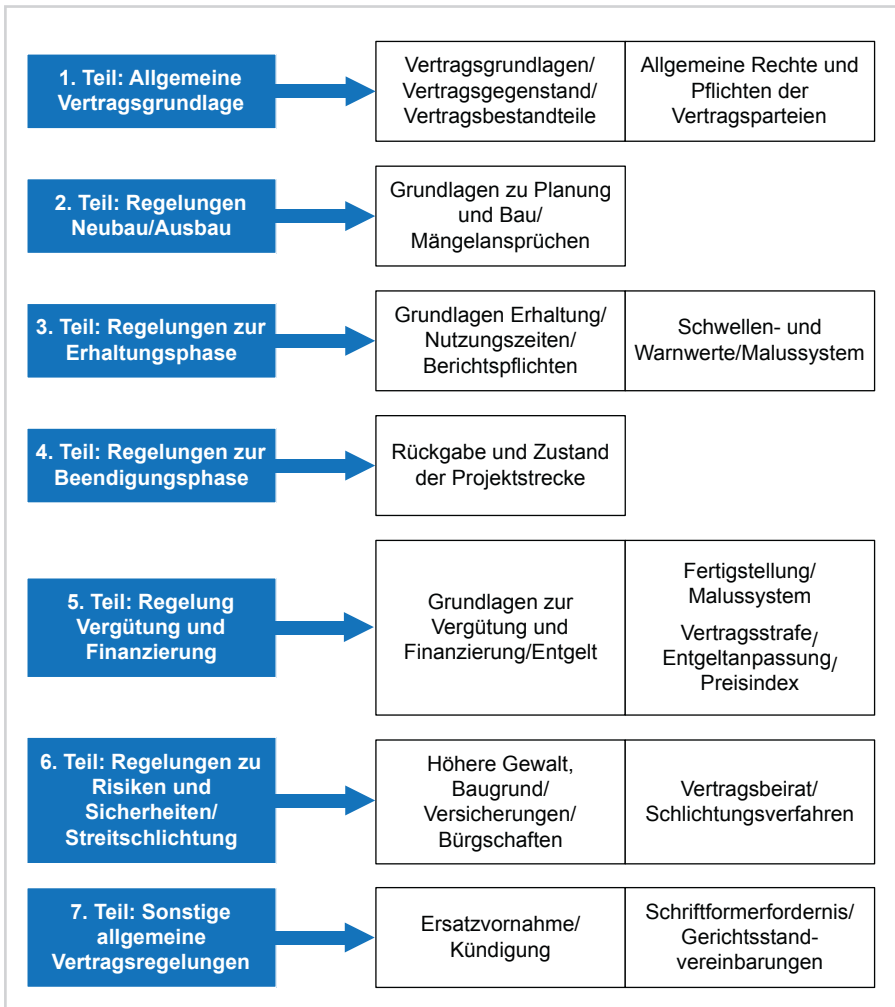 1. Teil: Allgemeine
Vertragsgrundlage
Vertragsgrundlagen/
Vertragsgegenstand/
Vertragsbestandteile
Allgemeine Rechte und
Pflichten der
Vertragsparteien
2. Teil: Regelungen
Neubau/Ausbau
Grundlagen zu Planung
und Bau/
Mängelansprüchen
3. Teil: Regelungen zur
Erhaltungsphase
Grundlagen Erhaltung/
Nutzungszeiten/
Berichtspflichten
Schwellen- und
Warnwerte/Malussystem
4. Teil: Regelungen zur
Beendigungsphase
Rückgabe und Zustand
der Projektstrecke
5. Teil: Regelung
Vergütung und
Finanzierung
Grundlagen zur
Vergütung und
Finanzierung/Entgelt
Fertigstellung/
Malussystem
Vertragsstrafe/
Entgeltanpassung/
Preisindex
6. Teil: Regelungen zu
Risiken und
Sicherheiten/
Streitschlichtung
Höhere Gewalt,
Baugrund/
Versicherungen/
Bürgschaften
Vertragsbeirat/
Schlichtungsverfahren
7. Teil: Sonstige
allgemeine
Vertragsregelungen
Ersatzvornahme/
Kündigung
Schriftformerfordernis/
Gerichtsstand-
vereinbarungen